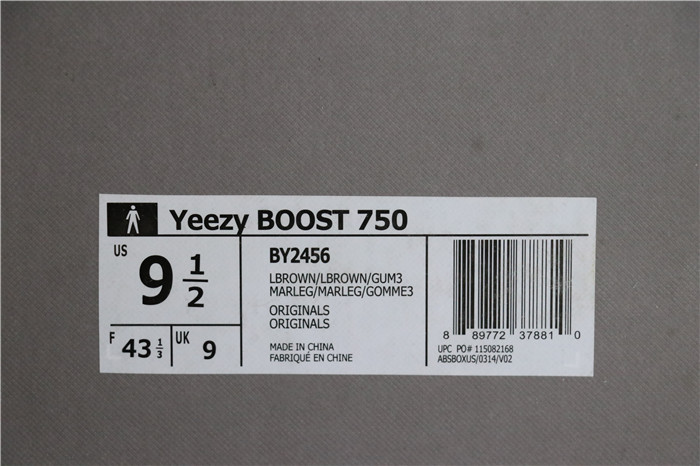 Yeezy BOOST 750
US
9 1/2
F 43 1/3
UK 9
BY2456
LBROWN/LBROWN/GUM3
MARLEG/MARLEG/GOMME3
ORIGINALS
ORIGINALS
MADE IN CHINA
FABRIQUÉ EN CHINE
8 89772 37881 0
UPC PO# 115082168
ABSBOXUS/0314/V02